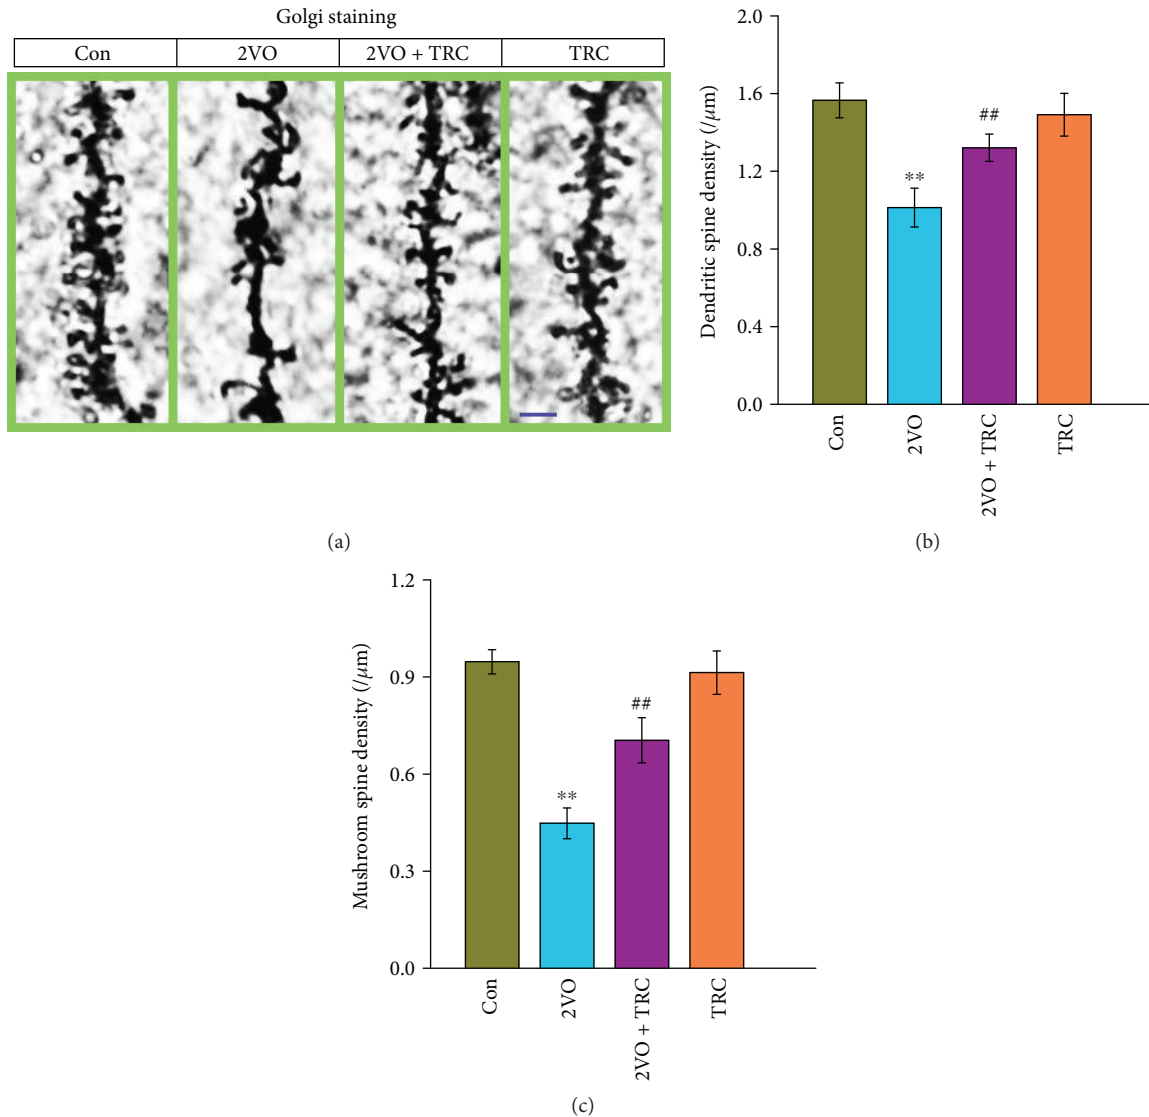 Golgi staining
Con 2VO 2VO + TRC TRC
(a)
Dendritic spine density (/μm)
2.0
1.6
1.2
0.8
0.4
0.0
**
##
Con 2VO 2VO + TRC TRC
(b)
Mushroom spine density (/μm)
1.2
0.9
0.6
0.3
0.0
**
##
Con 2VO 2VO + TRC TRC
(c)